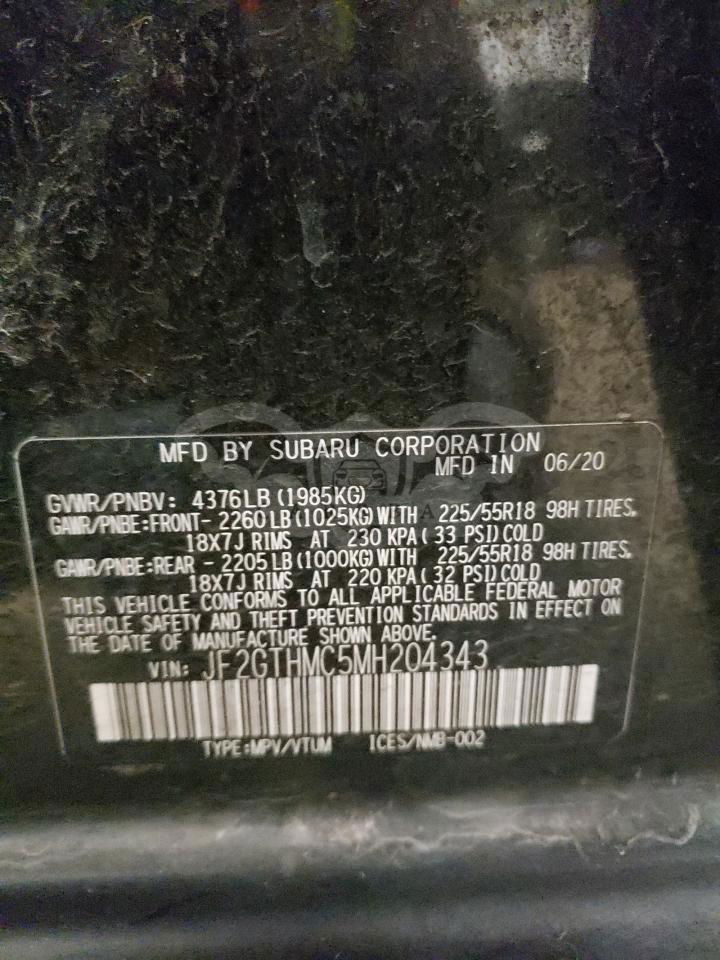 MFD BY SUBARU CORPORATION
MFD IN 06/20
GVWR/PNBV: 4376LB (1985KG)
GAWR/PNBE:FRONT- 2260LB (1025KG) WITH 225/55R18 98H TIRES,
18X7J RIMS AT 230 KPA ( 33 PSI) COLD
GAWR/PNBE:REAR - 2205LB (1000KG) WITH 225/55R18 98H TIRES,
18X7J RIMS AT 220 KPA ( 32 PSI) COLD
THIS VEHICLE CONFORMS TO ALL APPLICABLE FEDERAL MOTOR
VEHICLE SAFETY AND THEFT PREVENTION STANDARDS IN EFFECT ON
THE DATE OF MANUFACTURE SHOWN ABOVE.
VIN: JF2GTHMC5MH204343
TYPE:MPV/VTUM ICES/NMB-002